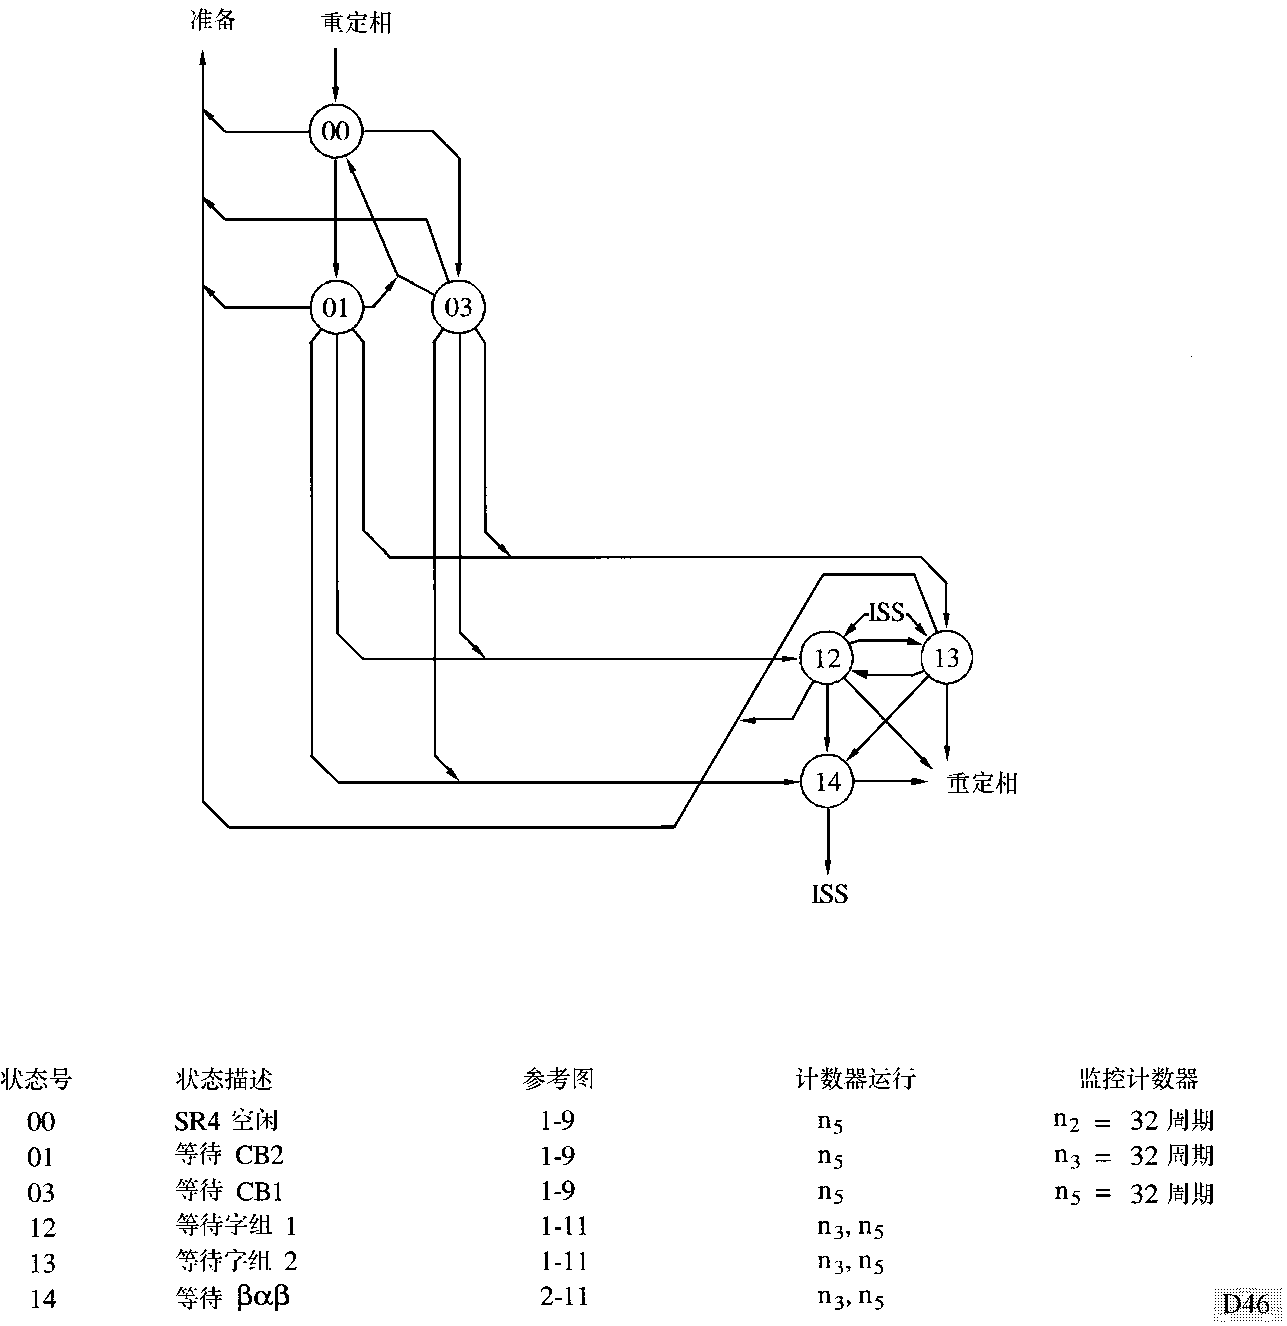 准备 重定相
00
01 03
ISS
12 13
14 重定相
ISS
状态号 状态描述 参考图 计数器运行 监控计数器
00 SR4 空闲 1-9 n5 n2 = 32 周期
01 等待 CB2 1-9 n5 n3 = 32 周期
03 等待 CB1 1-9 n5 n5 = 32 周期
12 等待字组 1 1-11 n3, n5
13 等待字组 2 1-11 n3, n5
14 等待 βαβ 2-11 n3, n5
D46